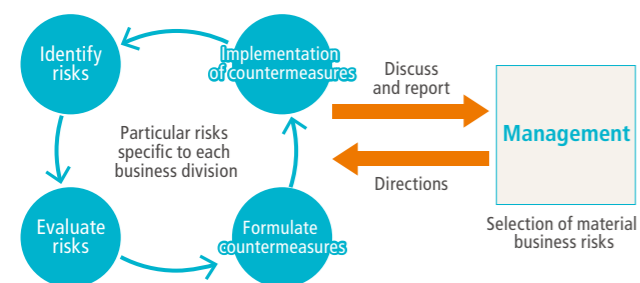 Identify
risks
Implementation
of countermeasures
Discuss
and report
Particular risks
specific to each
business division
Management
Directions
Evaluate
risks
Formulate
countermeasures
Selection of material
business risks